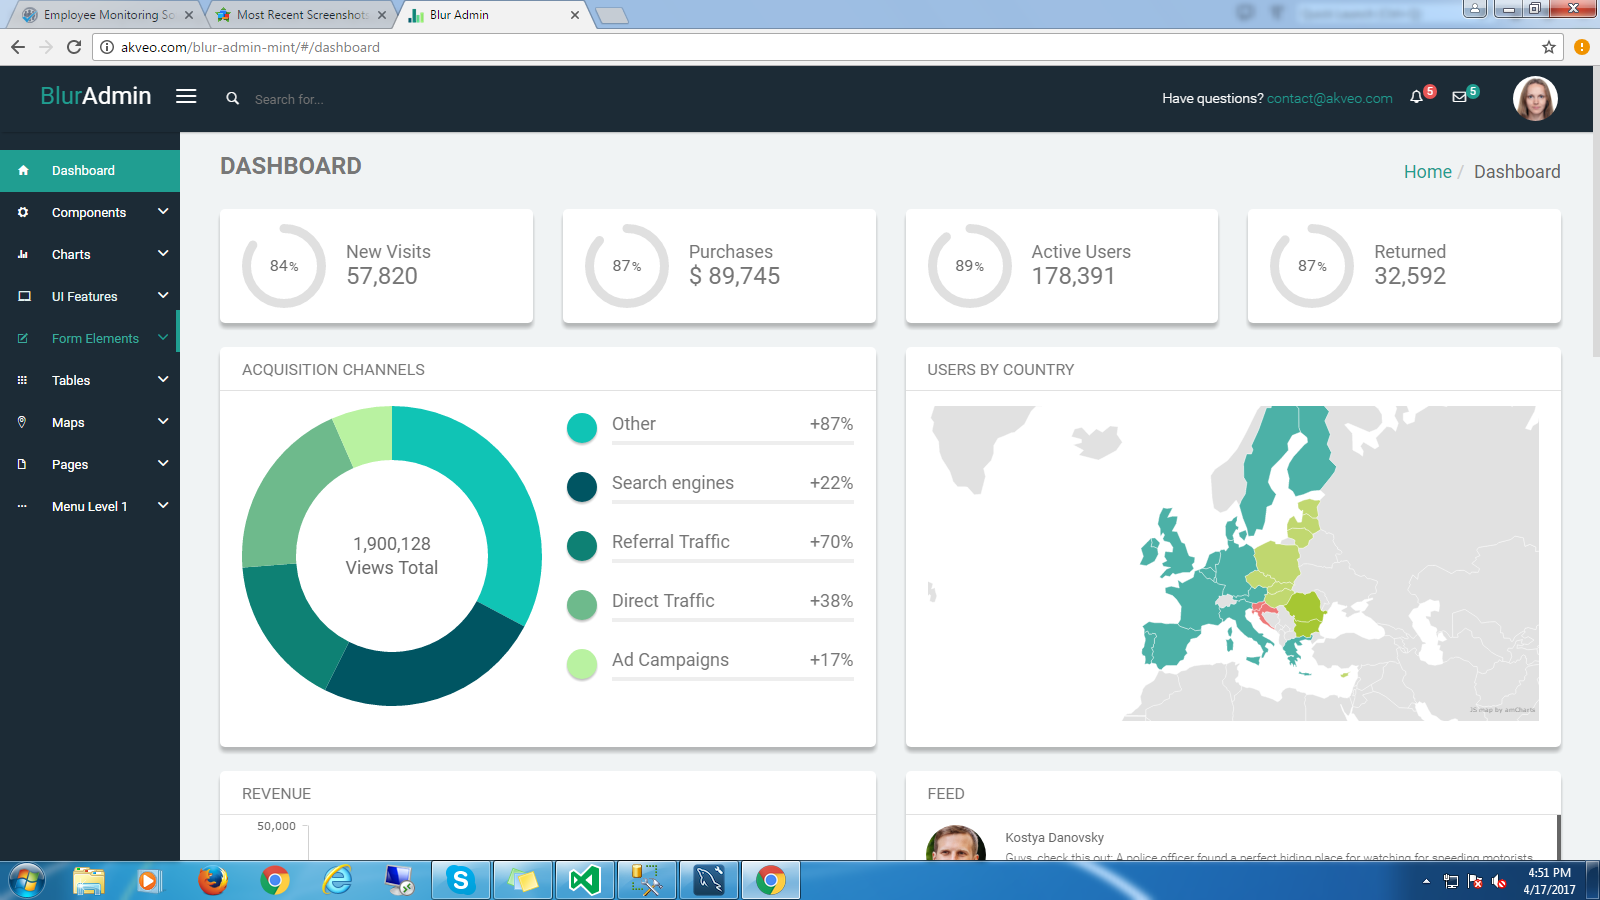 Employee Monitoring So
Most Recent Screenshots
Blur Admin
akveo.com/blur-admin-mint/#/dashboard
BlurAdmin
Search for...
Have questions? contact@akveo.com
5
5
Dashboard
Components
Charts
UI Features
Form Elements
Tables
Maps
Pages
Menu Level 1
DASHBOARD
Home / Dashboard
84%
New Visits
57,820
87%
Purchases
$ 89,745
89%
Active Users
178,391
87%
Returned
32,592
ACQUISITION CHANNELS
1,900,128
Views Total
Other +87%
Search engines +22%
Referral Traffic +70%
Direct Traffic +38%
Ad Campaigns +17%
USERS BY COUNTRY
JS map by amCharts
REVENUE
50,000
FEED
Kostya Danovsky
Guys, check this out: A police officer found a perfect hiding place for watching for speeding motorists.
4:51 PM
4/17/2017